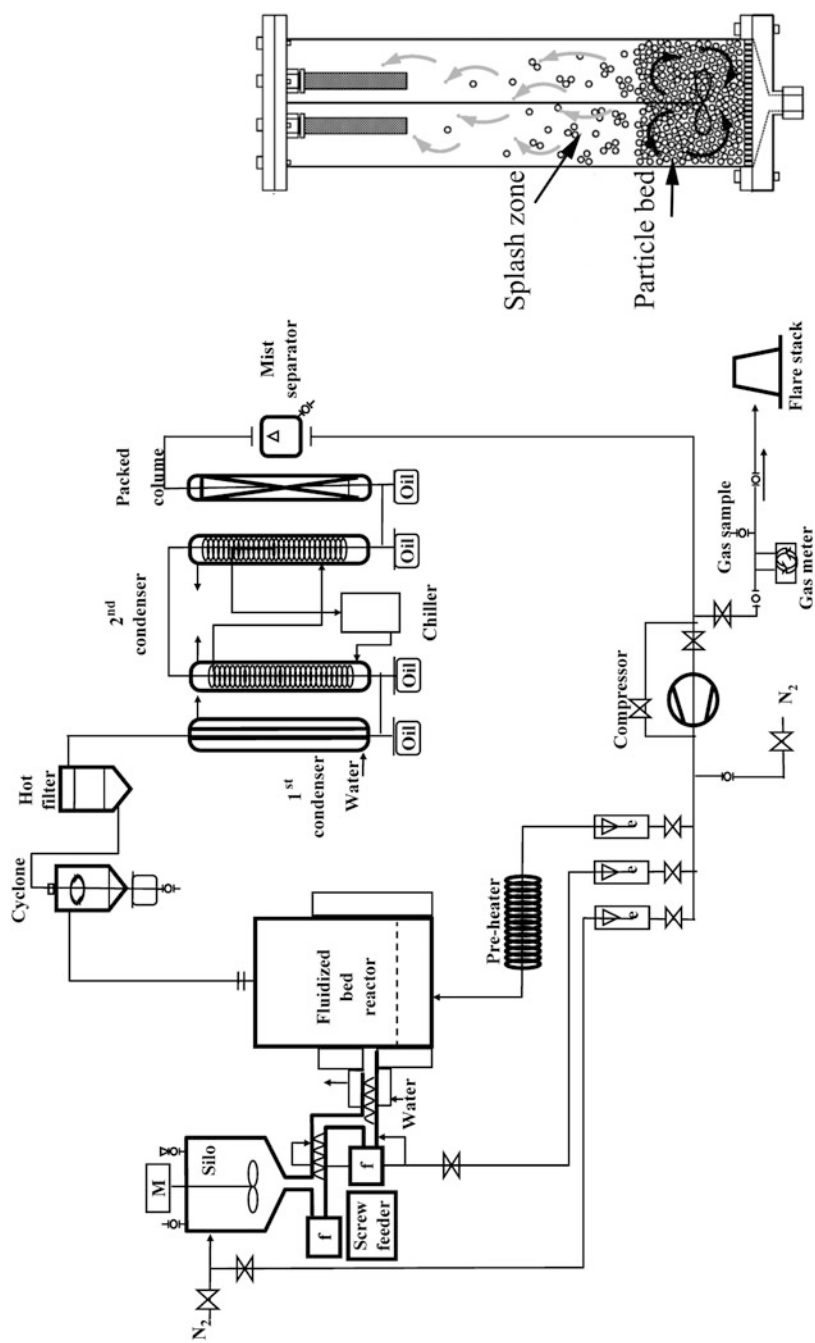 Splash zone
Particle bed
Mist
separator
Packed
colume
2nd
condenser
Chiller
Oil
Oil
Oil
Oil
Hot
filter
1st
condenser
Water
Cyclone
Fluidized
bed
reactor
Pre-heater
Silo
M
N2
f
f
Screw
feeder
Water
e
e
e
Compressor
N2
Gas sample
Gas meter
Flare stack